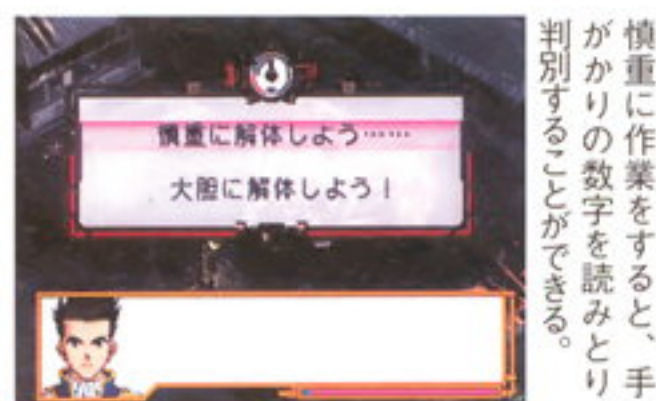 慎重に作業をすると、手
がかりの数字を読みとり
判別することができる。
慎重に解体しよう……
大胆に解体しよう！